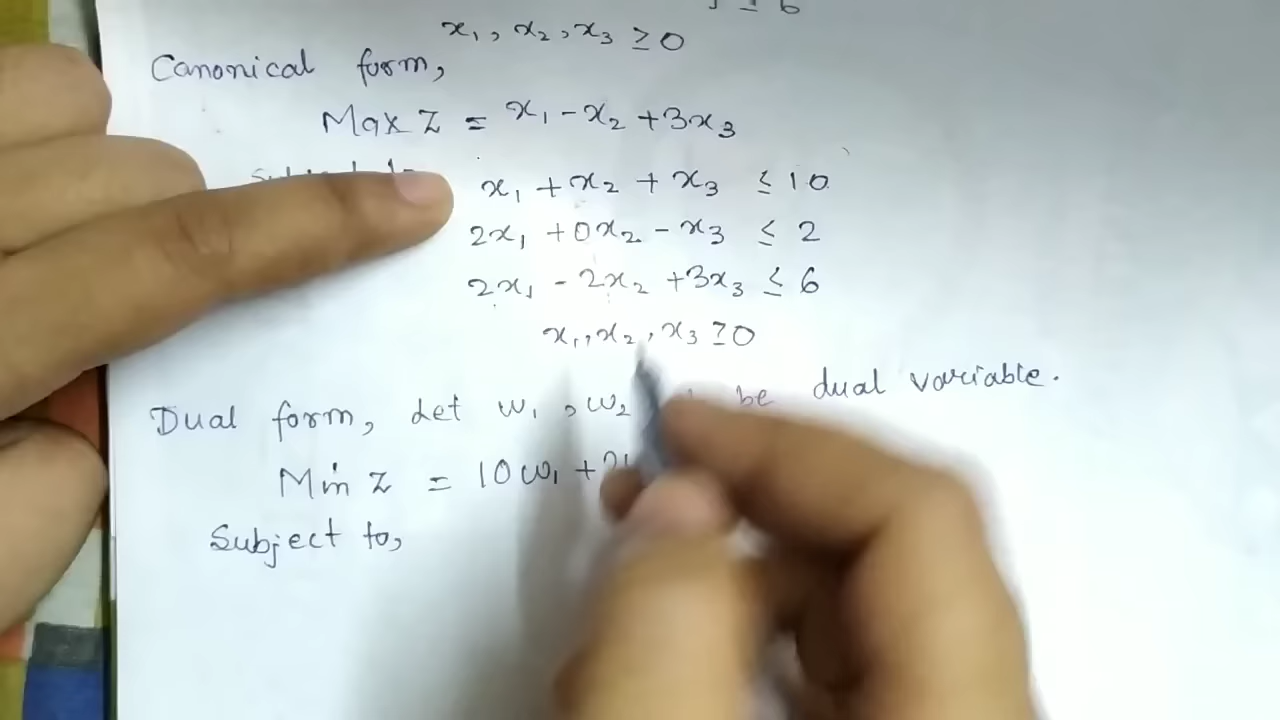 ≤ 6
x₁, x₂, x₃ ≥ 0
Canonical form,
Max Z = x₁ - x₂ + 3x₃
x₁ + x₂ + x₃ ≤ 10
2x₁ + 0x₂ - x₃ ≤ 2
2x₁ - 2x₂ + 3x₃ ≤ 6
x₁, x₂, x₃ ≥ 0
Dual form, Let w₁, w₂ be dual variable.
Min Z = 10w₁ + 2
Subject to,